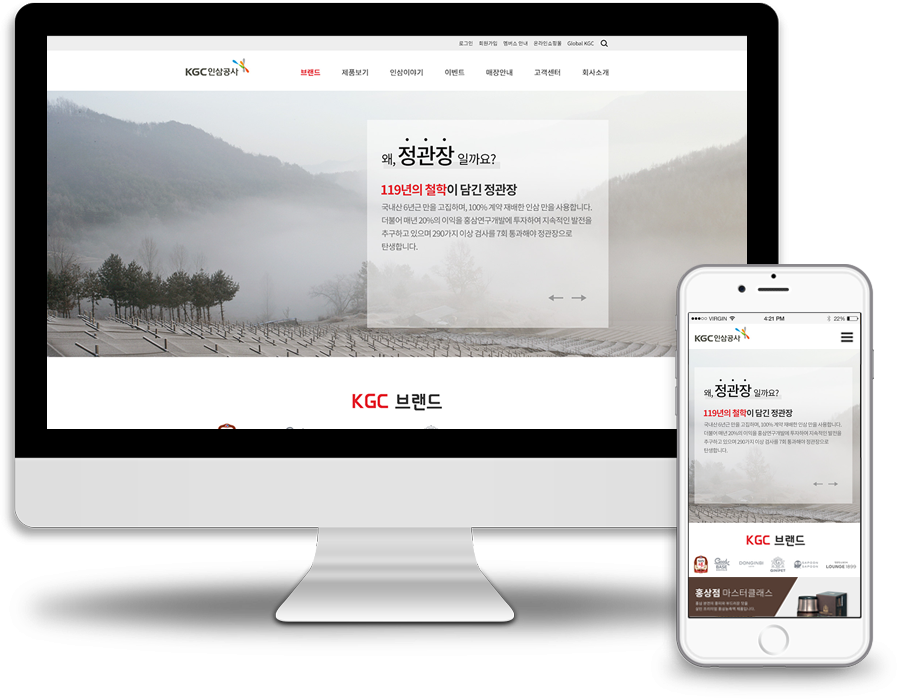 로그인 회원가입 멤버스 안내 온라인쇼핑몰 Global KGC
KGC인삼공사
브랜드 제품보기 인삼이야기 이벤트 매장안내 고객센터 회사소개
왜, 정관장 일까요?
119년의 철학이 담긴 정관장
국내산 6년근 만을 고집하며, 100% 계약 재배한 인삼 만을 사용합니다.
더불어 매년 20%의 이익을 홍삼연구개발에 투자하여 지속적인 발전을
추구하고 있으며 290가지 이상 검사를 7회 통과해야 정관장으로
탄생합니다.
KGC 브랜드
VIRGIN 4:21 PM 22%
KGC인삼공사
왜, 정관장 일까요?
119년의 철학이 담긴 정관장
국내산 6년근 만을 고집하며, 100% 계약 재배한 인삼 만을 사용합니다.
더불어 매년 20%의 이익을 홍삼연구개발에 투자하여 지속적인 발전을
추구하고 있으며 290가지 이상 검사를 7회 통과해야 정관장으로
탄생합니다.
KGC 브랜드
DONGINBI
LOUNGE
홍삼점 마스터클래스